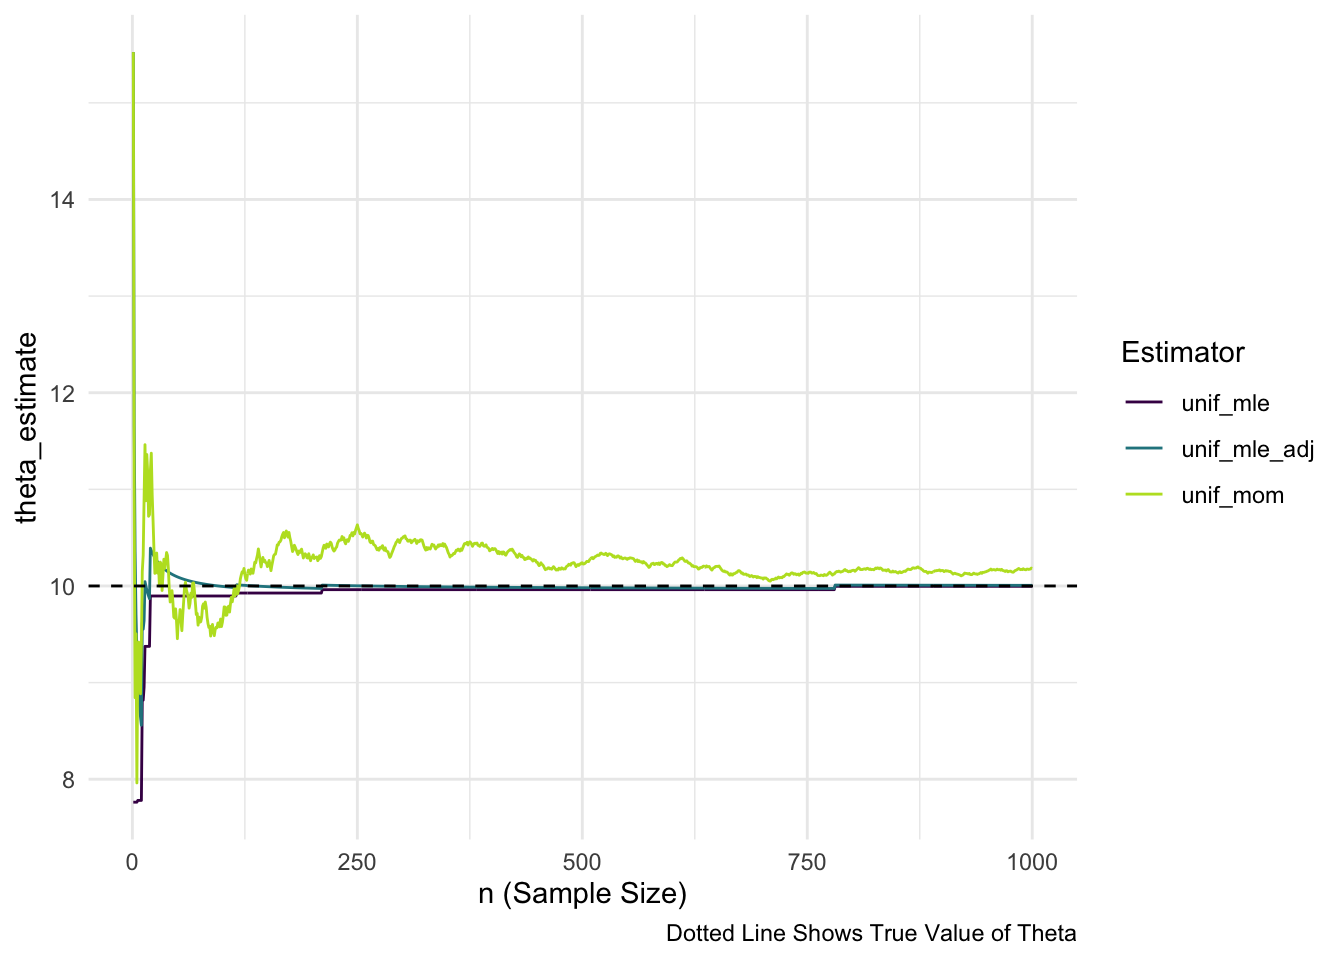 14
12
10
8
theta_estimate
0 250 500 750 1000
n (Sample Size)
Dotted Line Shows True Value of Theta
Estimator
unif_mle
unif_mle_adj
unif_mom